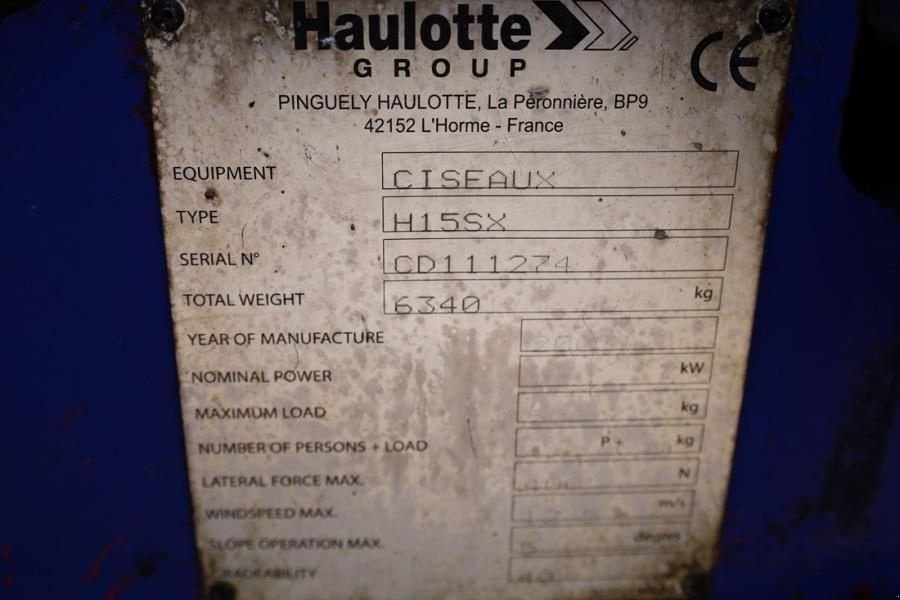 Haulotte
GROUP
CE
PINGUELY HAULOTTE, La Péronnière, BP9
42152 L'Horme - France
EQUIPMENT CISEAUX
TYPE H15SX
SERIAL N° CD111274
TOTAL WEIGHT 6340 kg
YEAR OF MANUFACTURE
NOMINAL POWER kW
MAXIMUM LOAD kg
NUMBER OF PERSONS + LOAD P + kg
LATERAL FORCE MAX. N
WINDSPEED MAX. m/s
SLOPE OPERATION MAX. degres
GRADEABILITY